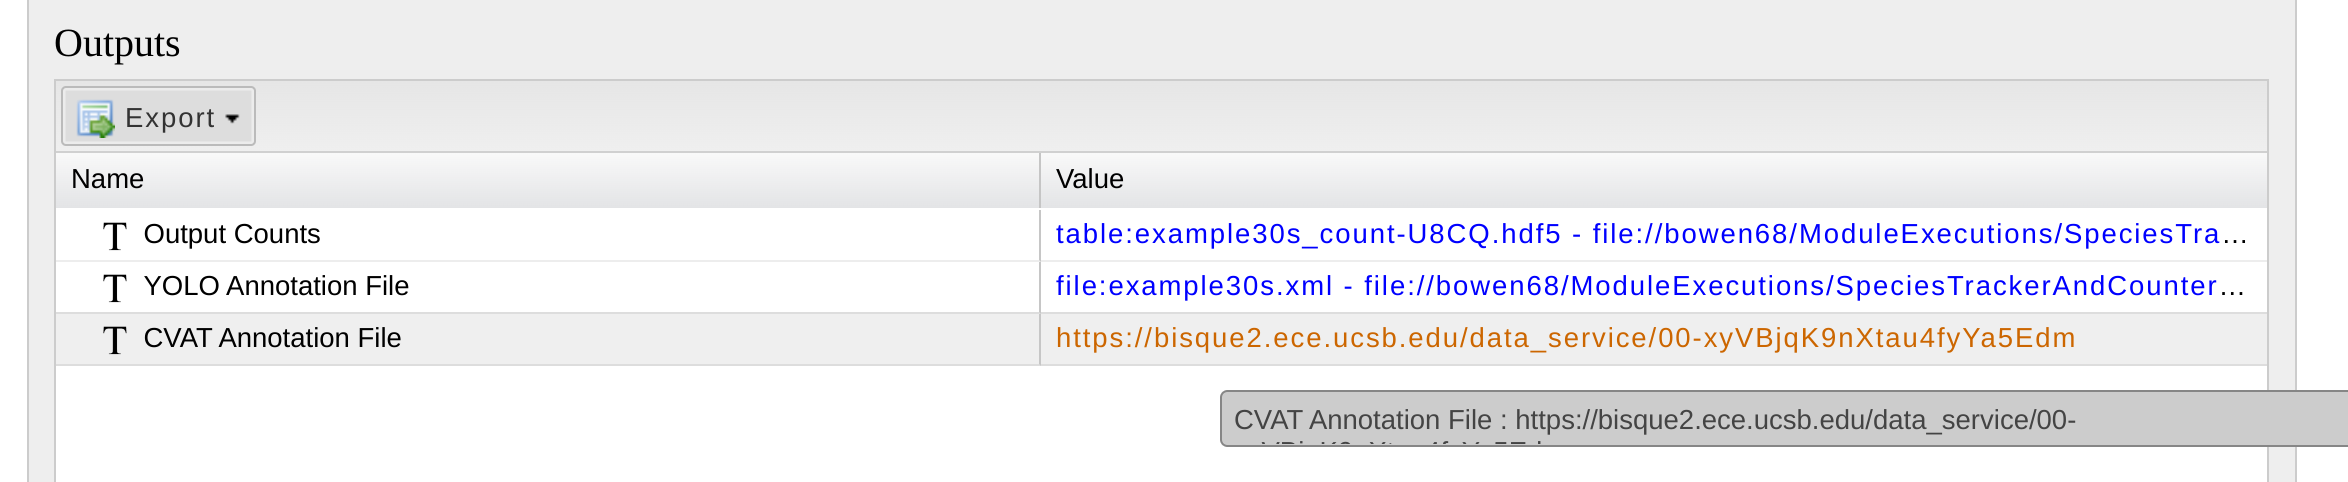 Outputs
Export
Name Value
Output Counts table:example30s_count-U8CQ.hdf5 - file://bowen68/ModuleExecutions/SpeciesTra...
YOLO Annotation File file:example30s.xml - file://bowen68/ModuleExecutions/SpeciesTrackerAndCounter...
CVAT Annotation File https://bisque2.ece.ucsb.edu/data_service/00-xyVBjqK9nXtau4fyYa5Edm
CVAT Annotation File : https://bisque2.ece.ucsb.edu/data_service/00-